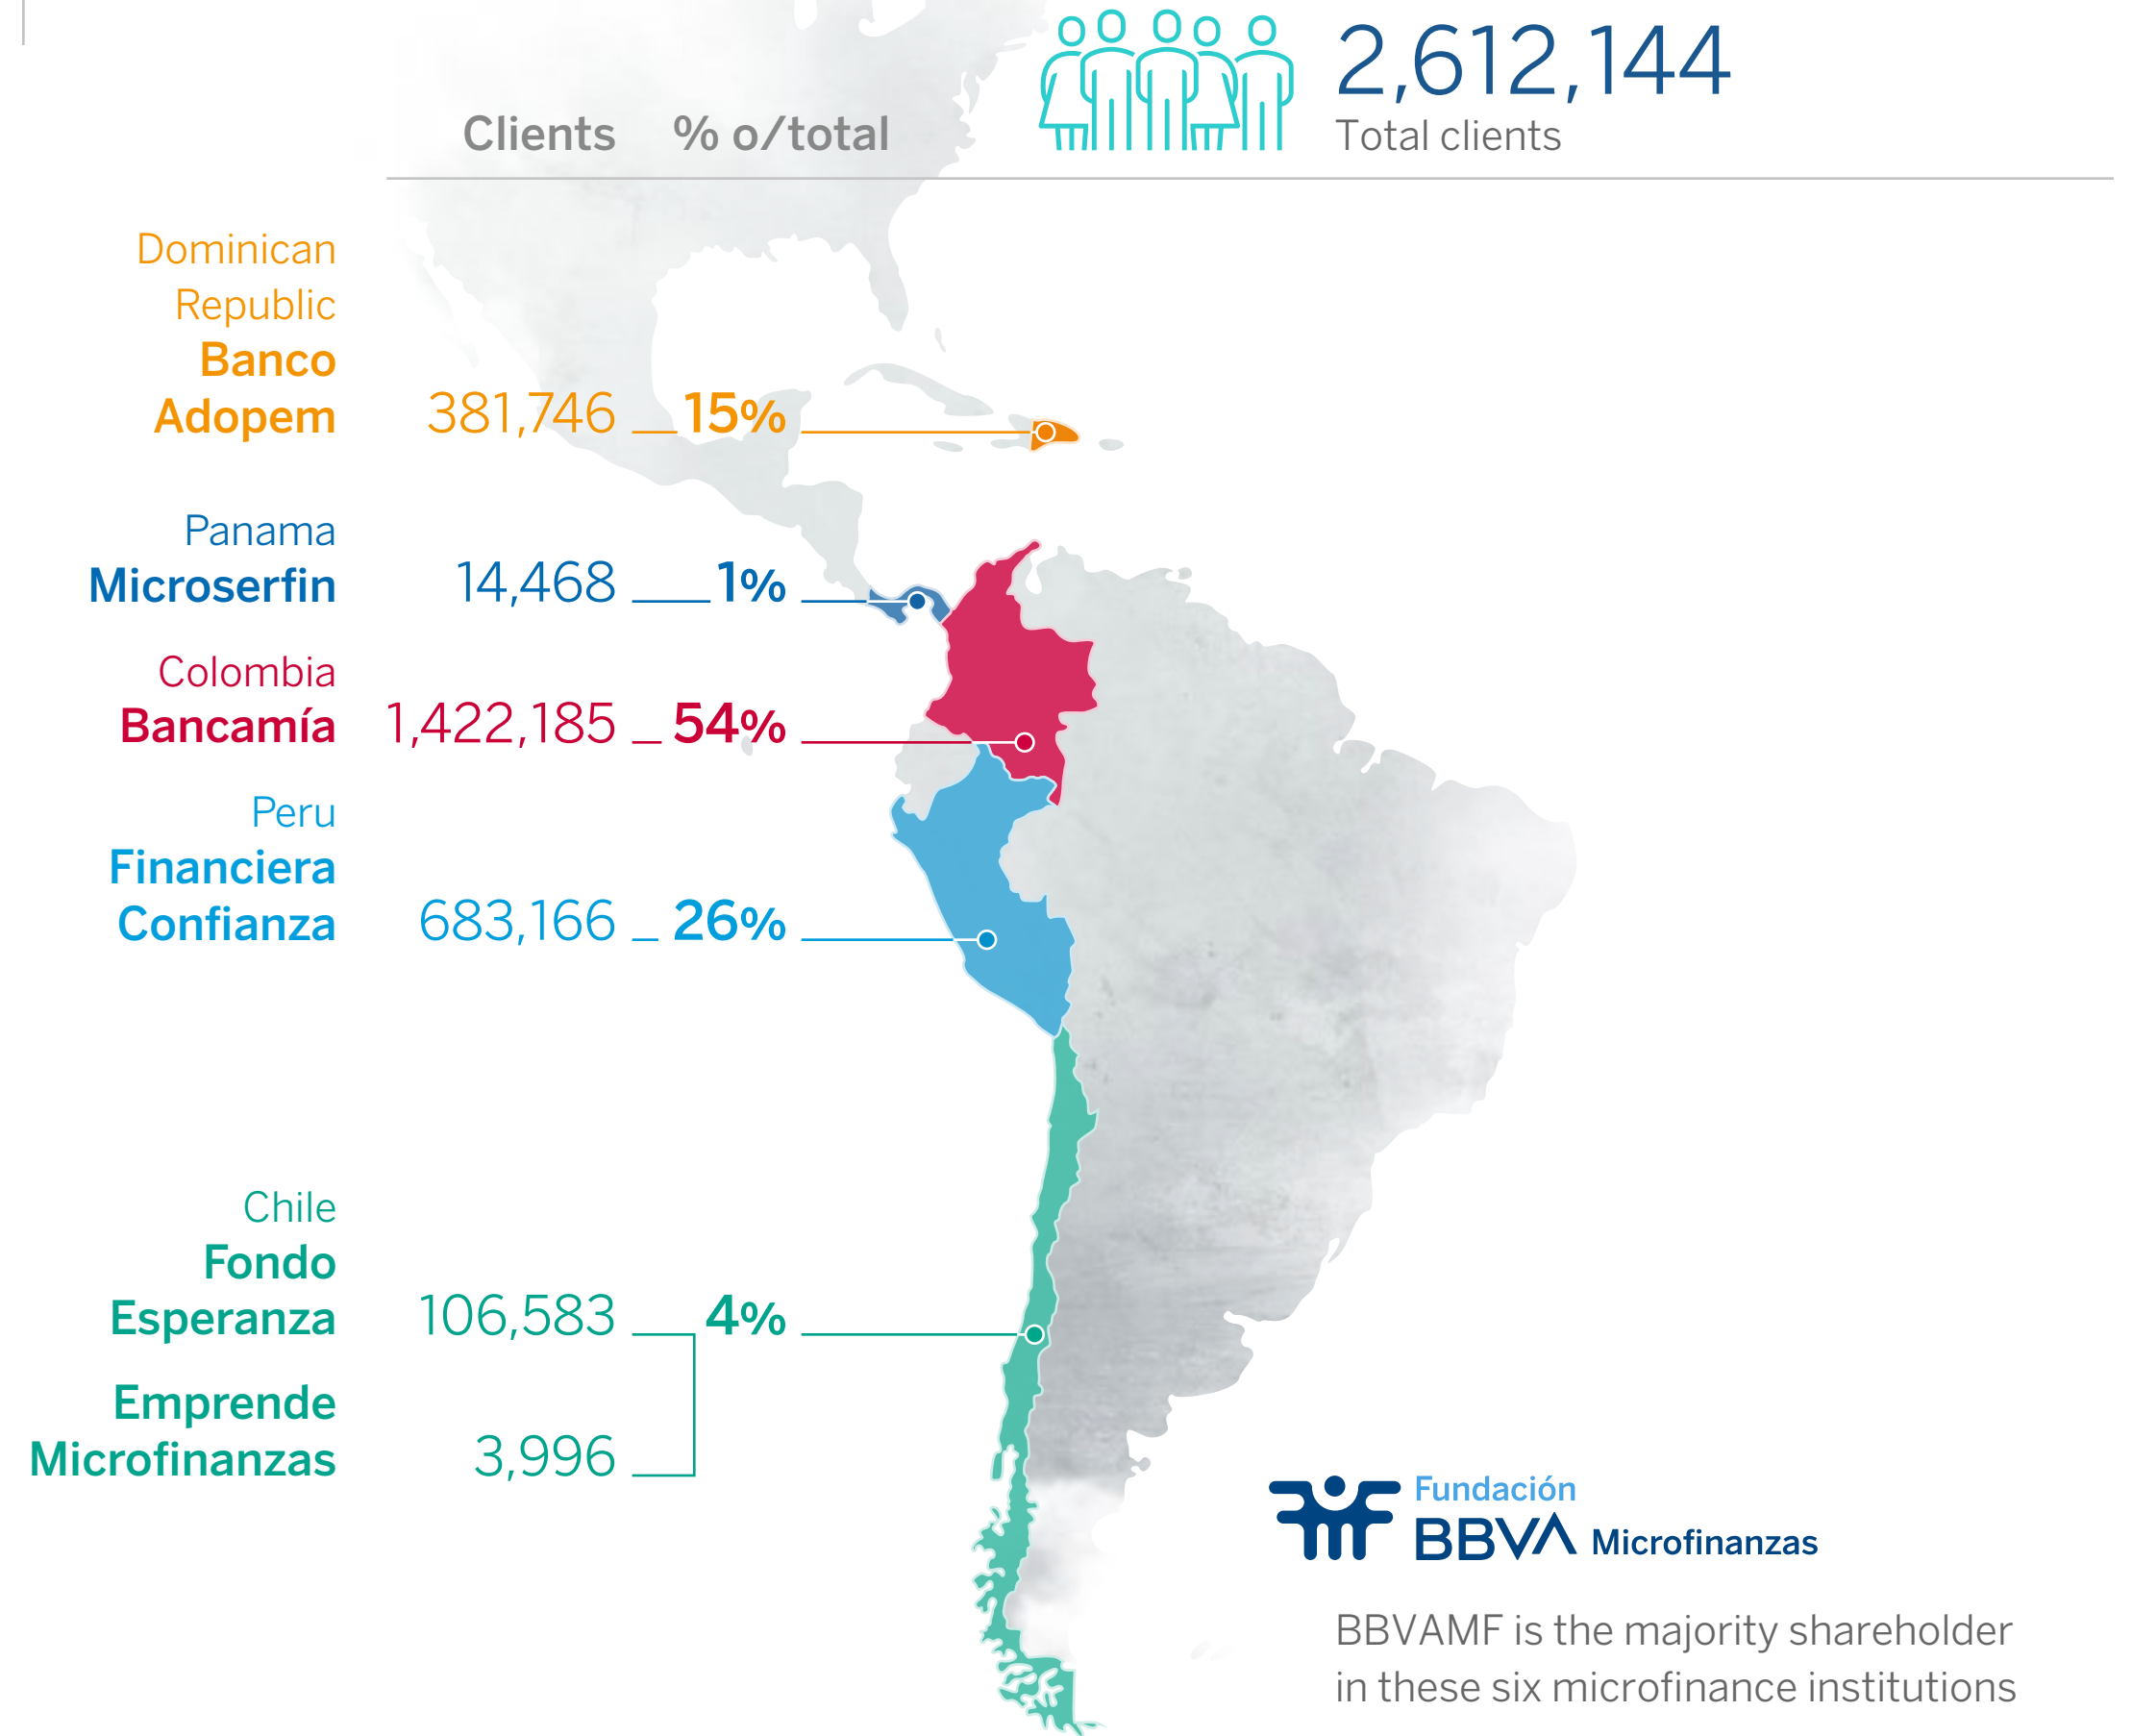 2,612,144
Total clients
Clients % o/total
Dominican
Republic
Banco
Adopem 381,746 15%
Panama
Microserfin 14,468 1%
Colombia
Bancamía 1,422,185 54%
Peru
Financiera
Confianza 683,166 26%
Chile
Fondo
Esperanza 106,583 4%
Emprende
Microfinanzas 3,996
Fundación
BBVA Microfinanzas
BBVAMF is the majority shareholder
in these six microfinance institutions